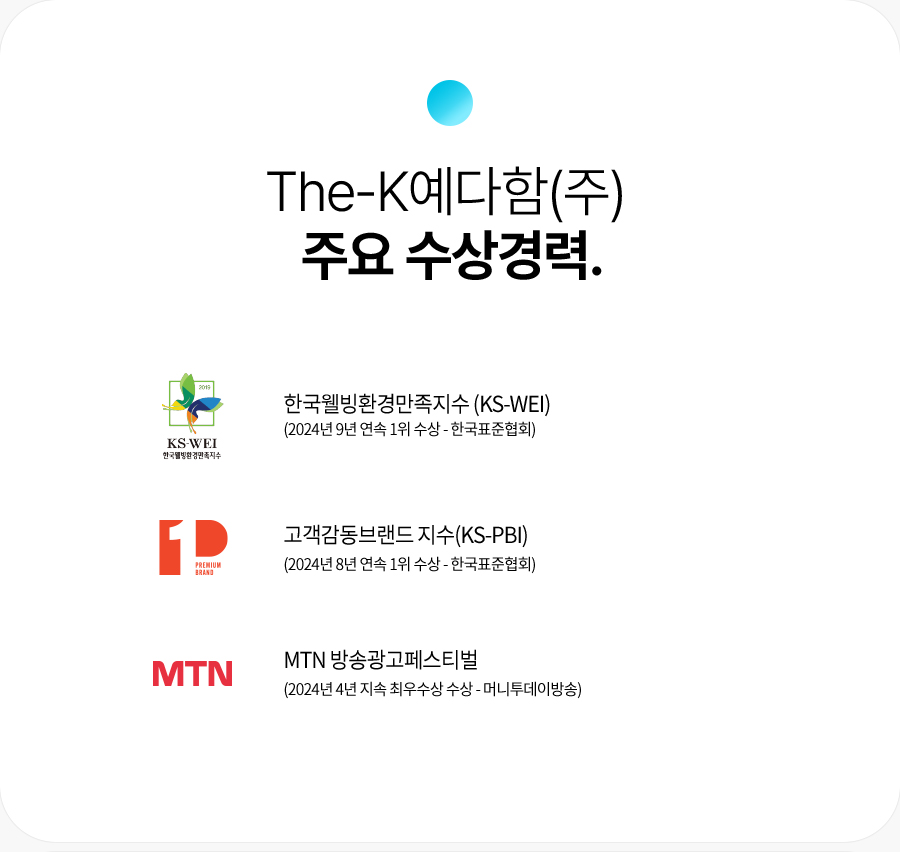 The-K예다함(주)
주요 수상경력.
2019
KS-WEI
한국웰빙환경만족지수
한국웰빙환경만족지수 (KS-WEI)
(2024년 9년 연속 1위 수상 - 한국표준협회)
1P
PREMIUM
BRAND
고객감동브랜드 지수(KS-PBI)
(2024년 8년 연속 1위 수상 - 한국표준협회)
MTN
MTN 방송광고페스티벌
(2024년 4년 지속 최우수상 수상 - 머니투데이방송)